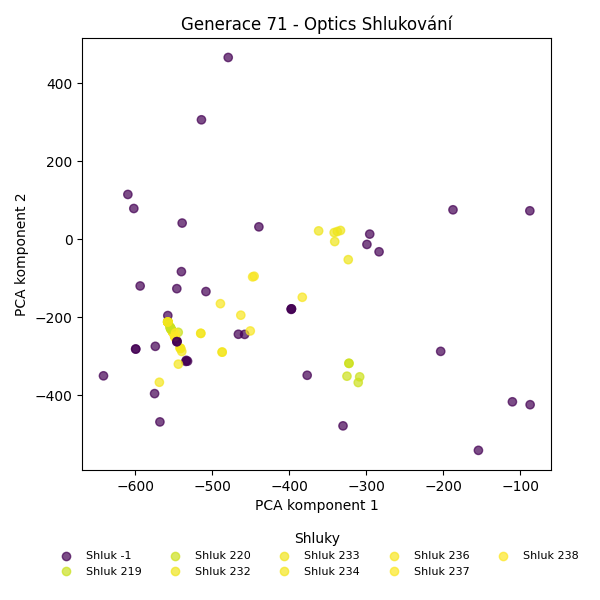 Generace 71 - Optics Shlukování
400
200
0
−200
−400
PCA komponent 2
−600
−500
−400
−300
−200
−100
PCA komponent 1
Shluky
Shluk -1
Shluk 220
Shluk 233
Shluk 236
Shluk 238
Shluk 219
Shluk 232
Shluk 234
Shluk 237